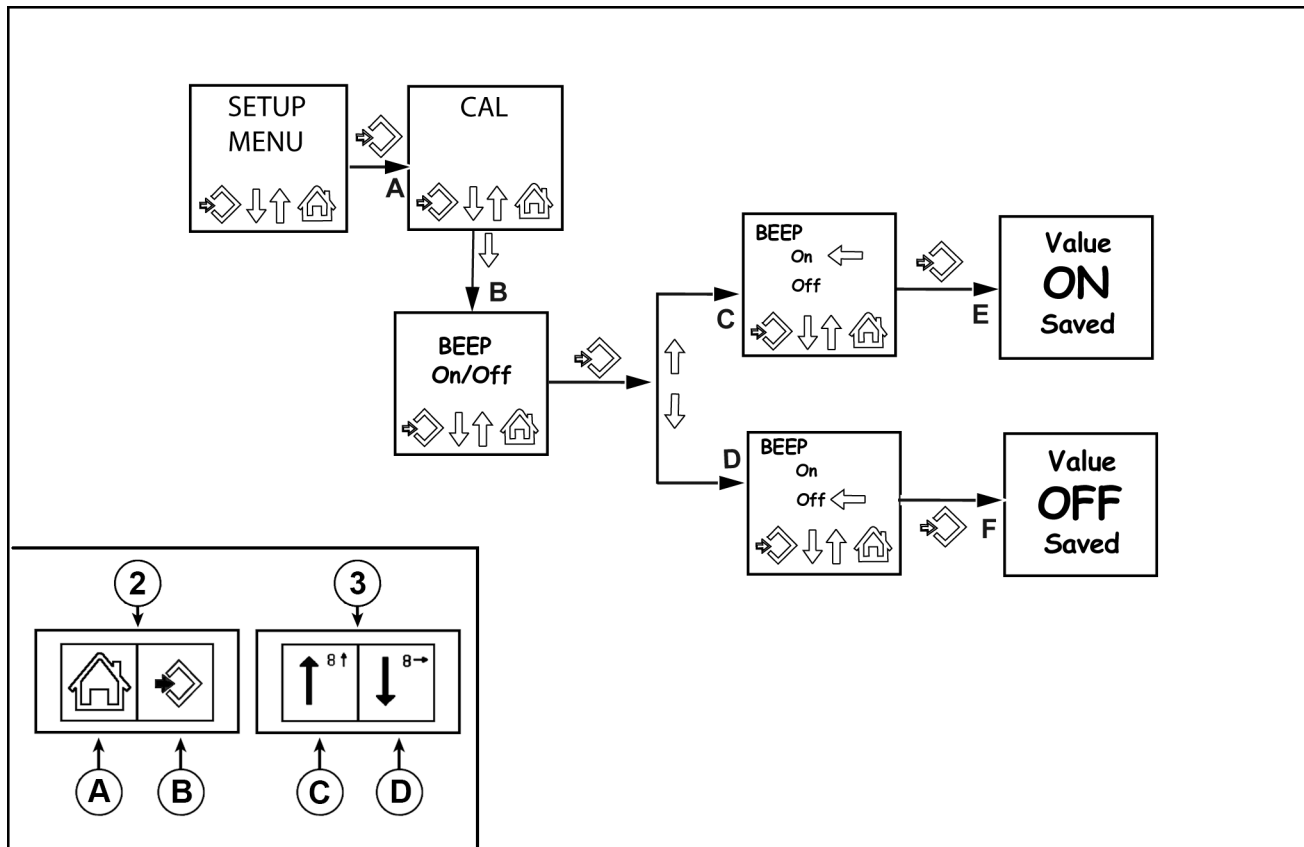 SETUP
MENU
CAL
A
B
BEEP
On/Off
BEEP
On
Off
C
Value
ON
Saved
E
BEEP
On
Off
D
Value
OFF
Saved
F
2
3
8
8
A
B
C
D